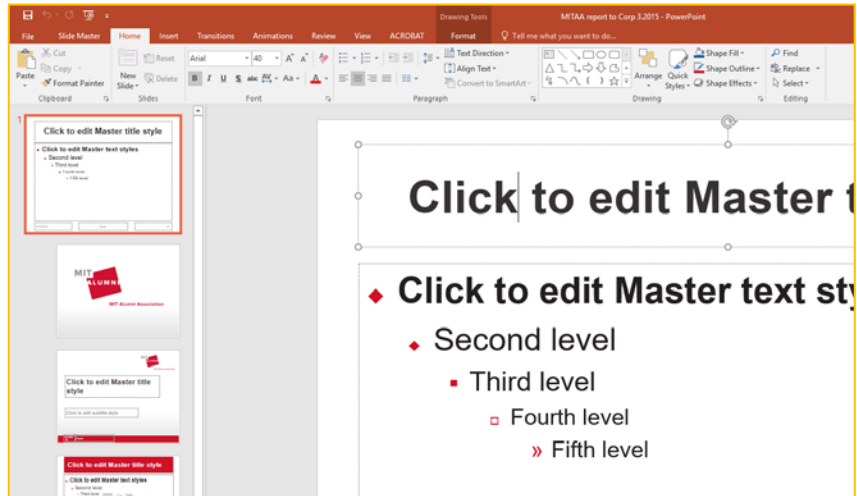 Drawing Tools
MITAA report to Corp 3.2015 - PowerPoint
File Slide Master Home Insert Transitions Animations Review View ACROBAT Format Tell me what you want to do...
Paste
Cut
Copy
Format Painter
New Slide
Reset
Delete
Arial 40 A A
B I U S abc AV Aa A
Text Direction
Align Text
Convert to SmartArt
Arrange
Quick Styles
Shape Fill
Shape Outline
Shape Effects
Find
Replace
Select
Clipboard Slides Font Paragraph Drawing Editing
1
Click to edit Master title style
Click to edit Master text styles
Second level
Third level
Fourth level
Fifth level
MIT
ALUMNI
MIT Alumni Association
Click to edit Master title
style
Click to edit subtitle style
Click to edit Master title style
Click to edit Master text styles
Second level
Third level
Click to edit Master t
Click to edit Master text sty
Second level
Third level
Fourth level
» Fifth level